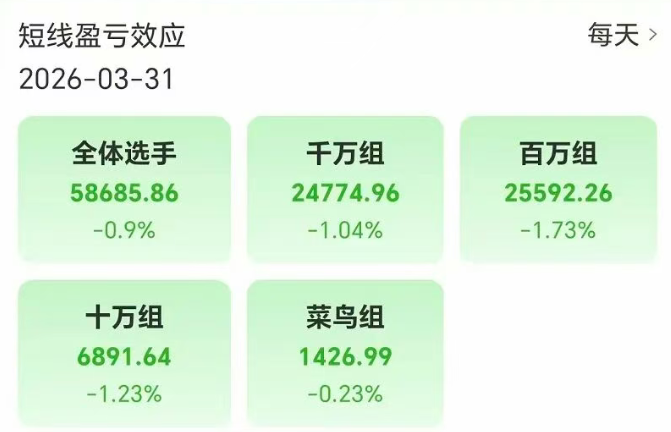 短线盈亏效应
每天 >
2026-03-31
全体选手
58685.86
-0.9%
千万组
24774.96
-1.04%
百万组
25592.26
-1.73%
十万组
6891.64
-1.23%
菜鸟组
1426.99
-0.23%